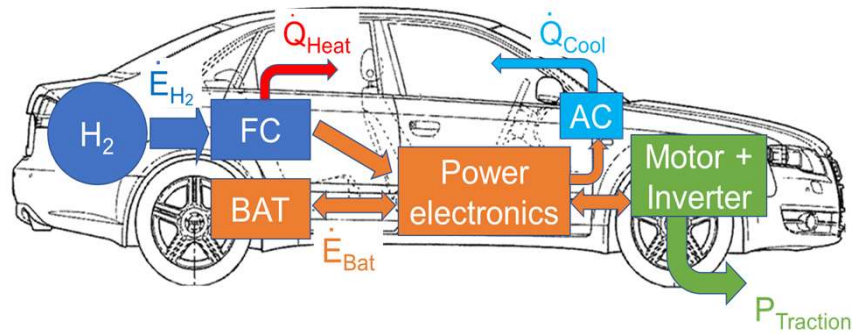 Q̇Heat
Q̇Cool
ĖH2
H2
FC
AC
BAT
Power
electronics
Motor +
Inverter
ĖBat
PTraction